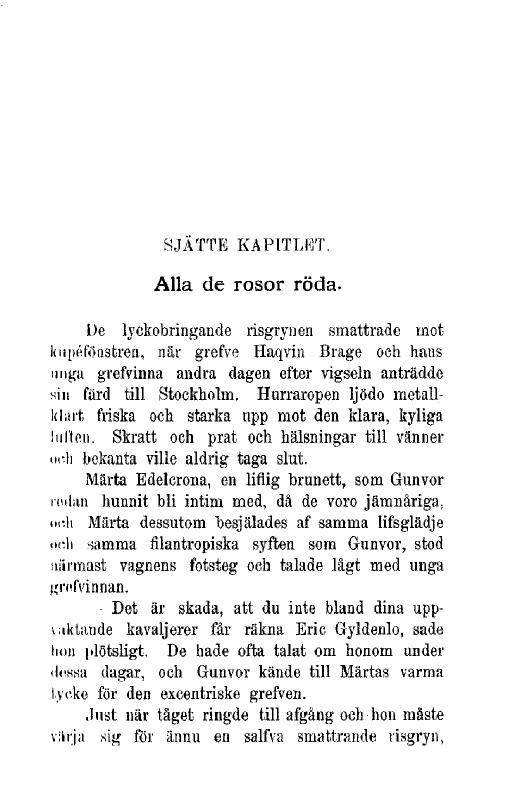 SJÄTTE KAPITLET.
Alla de rosor röda.
De lyckobringande risgrynen smattrade mot
kupéfönstren, när grefve Haqvin Brage och hans
unga grefvinna andra dagen efter vigseln anträdde
sin färd till Stockholm. Hurraropen ljödo metall-
klart friska och starka upp mot den klara, kyliga
luften. Skratt och prat och hälsningar till vänner
och bekanta ville aldrig taga slut.
Märta Edelcrona, en liflig brunett, som Gunvor
redan hunnit bli intim med, då de voro jämnåriga,
och Märta dessutom besjälades af samma lifsglädje
och samma filantropiska syften som Gunvor, stod
närmast vagnens fotsteg och talade lågt med unga
grefvinnan.
- Det är skada, att du inte bland dina upp-
vaktande kavaljerer får räkna Eric Gyldenlo, sade
hon plötsligt. De hade ofta talat om honom under
dessa dagar, och Gunvor kände till Märtas varma
tycke för den excentriske grefven.
Just när tåget ringde till afgång och hon måste
värja sig för ännu en salfva smattrande risgryn,